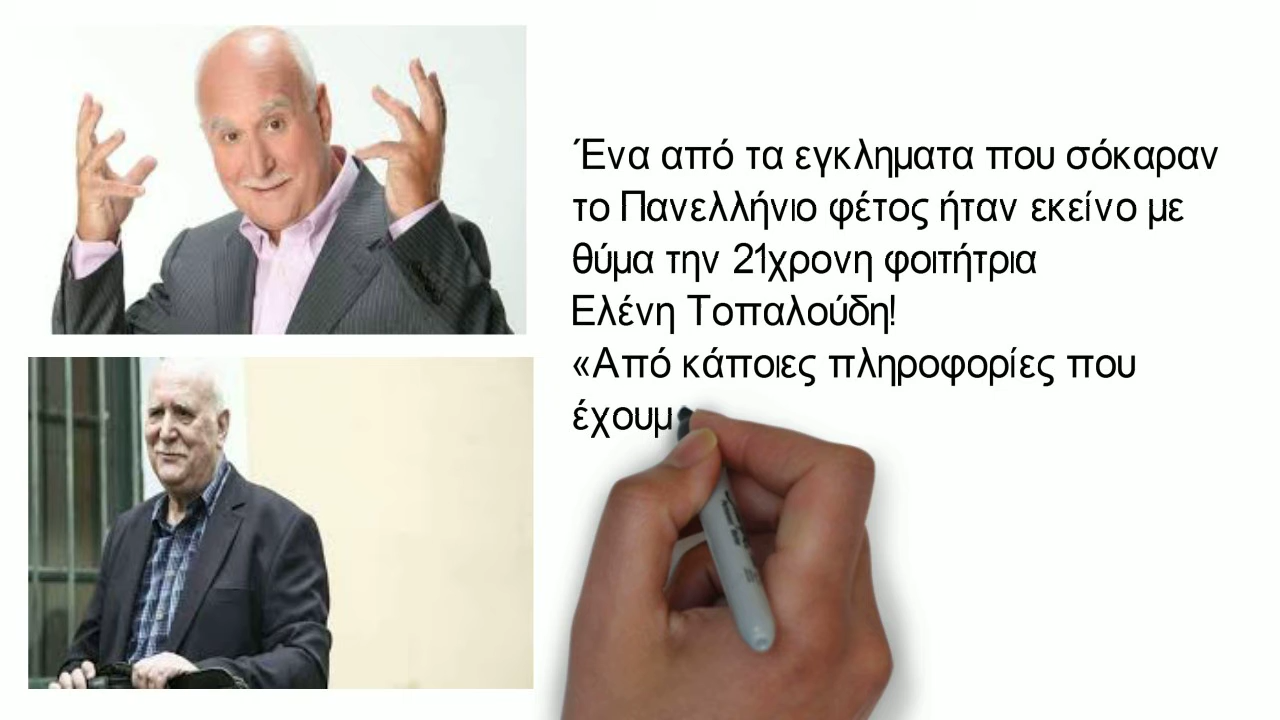 Ένα από τα εγκληματα που σόκαραν
το Πανελλήνιο φέτος ήταν εκείνο με
θύμα την 21χρονη φοιτήτρια
Ελένη Τοπαλούδη!
«Από κάποιες πληροφορίες που
έχουμ